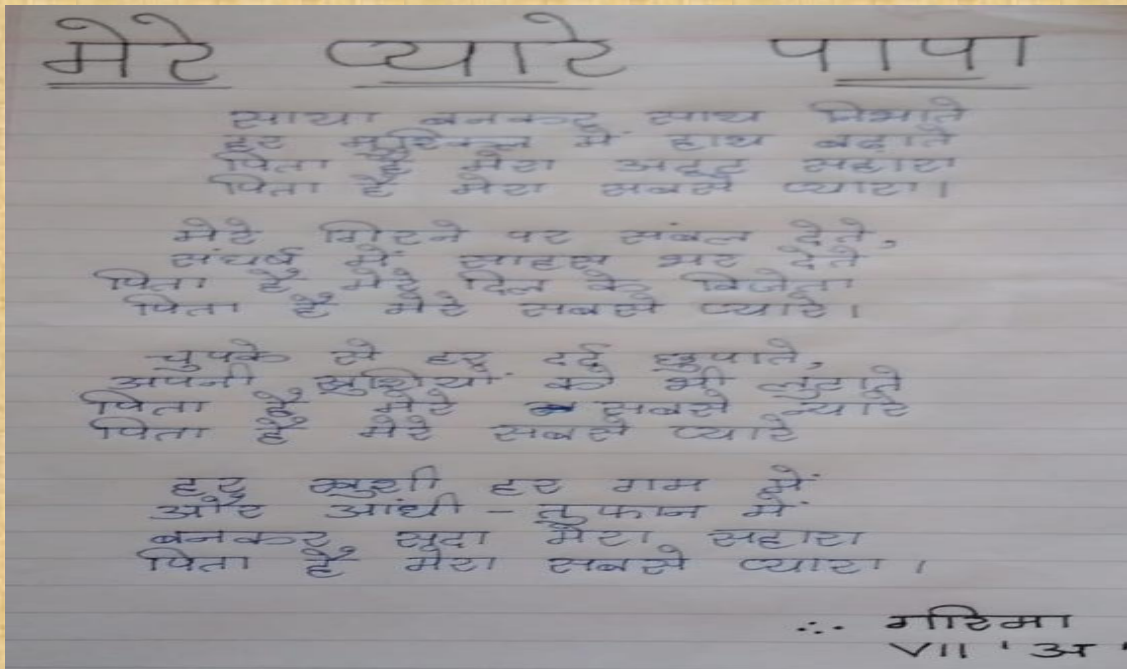 मेरे प्यारे पापा
साया बनकर साथ निभाते
हर मुश्किल में हाथ बढ़ाते
पिता है मेरा अटूट सहारा
पिता है मेरा सबसे प्यारा।
मेरे गिरने पर संबल देते,
संघर्ष में साहस भर देते
पिता है मेरे दिल के विजेता
पिता है मेरे सबसे प्यारे।
चुपके से हर दर्द छुपाते,
अपनी खुशियों को भी लुटाते
पिता है मेरे सबसे न्यारे
पिता है मेरे सबसे प्यारे
हर खुशी हर गम में
और आंधी - तुफान में
बनकर सदा मेरा सहारा
पिता है मेरा सबसे प्यारा।
∴ गरिमा
VII 'अ'